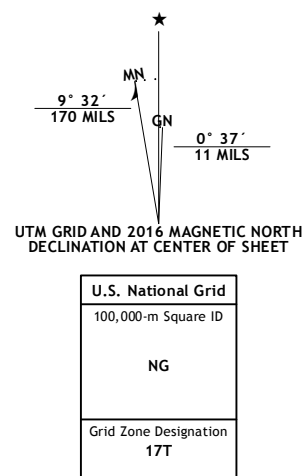 ★
MN
9° 32´
170 MILS
GN
0° 37´
11 MILS
UTM GRID AND 2016 MAGNETIC NORTH
DECLINATION AT CENTER OF SHEET
U.S. National Grid
100,000-m Square ID
NG
Grid Zone Designation
17T